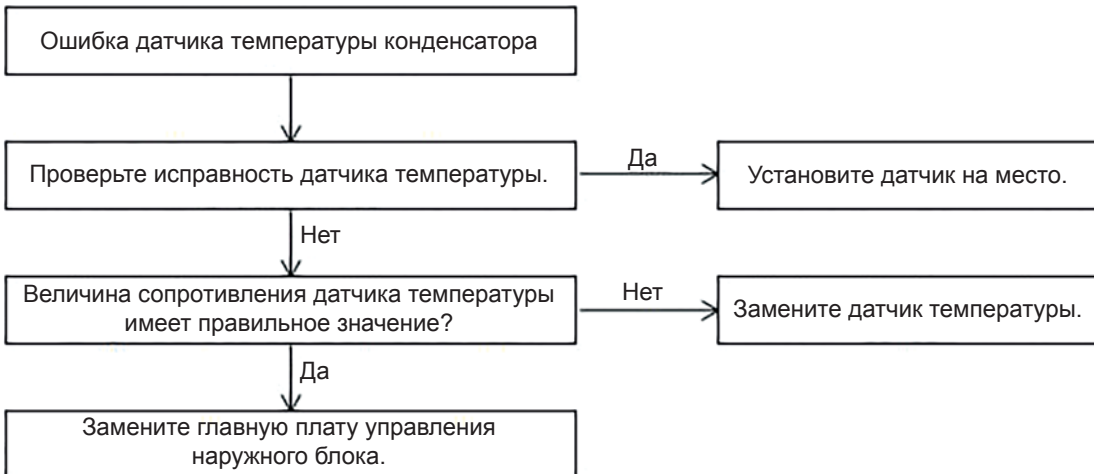 Ошибка датчика температуры конденсатора
Проверьте исправность датчика температуры.
Да
Установите датчик на место.
Нет
Величина сопротивления датчика температуры
имеет правильное значение?
Нет
Замените датчик температуры.
Да
Замените главную плату управления
наружного блока.